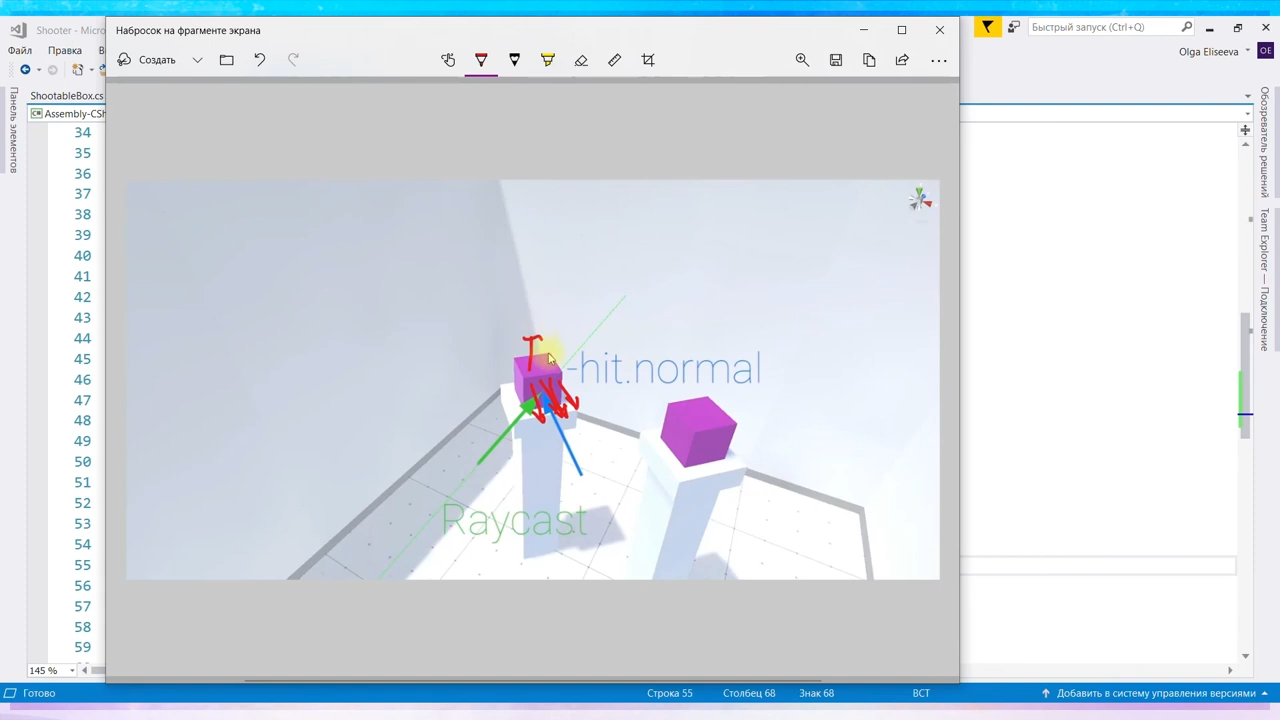 Набросок на фрагменте экрана
Shooter - Micro
Быстрый запуск (Ctrl+Q)
Файл
Правка
В
Создать
Olga Eliseeva
OE
ShootableBox.cs
Assembly-CSh
Панель элементов
Обозреватель решений
Team Explorer — Подключение
34
35
36
37
38
39
40
41
42
43
44
45
46
47
48
49
50
51
52
53
54
55
56
57
58
59
-hit.normal
Raycast
145 %
Готово
Строка 55
Столбец 68
Знак 68
ВСТ
Добавить в систему управления версиями